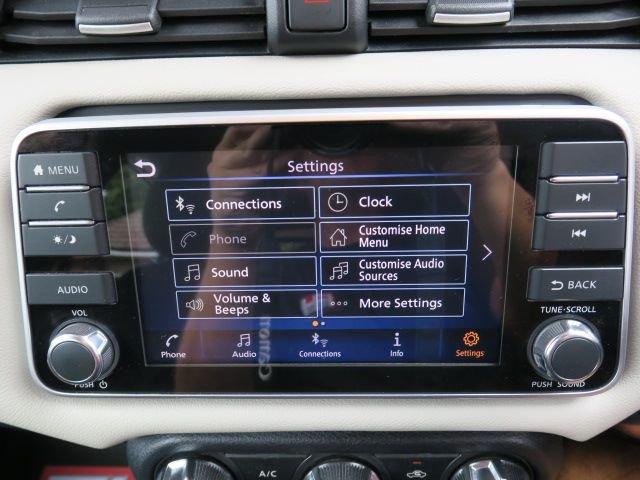 Settings
MENU
Connections
Clock
Phone
Customise Home
Menu
Sound
Customise Audio
Sources
Volume &
Beeps
More Settings
AUDIO
BACK
VOL
TUNE·SCROLL
Phone
Audio
Connections
Info
Settings
PUSH
PUSH SOUND
A/C